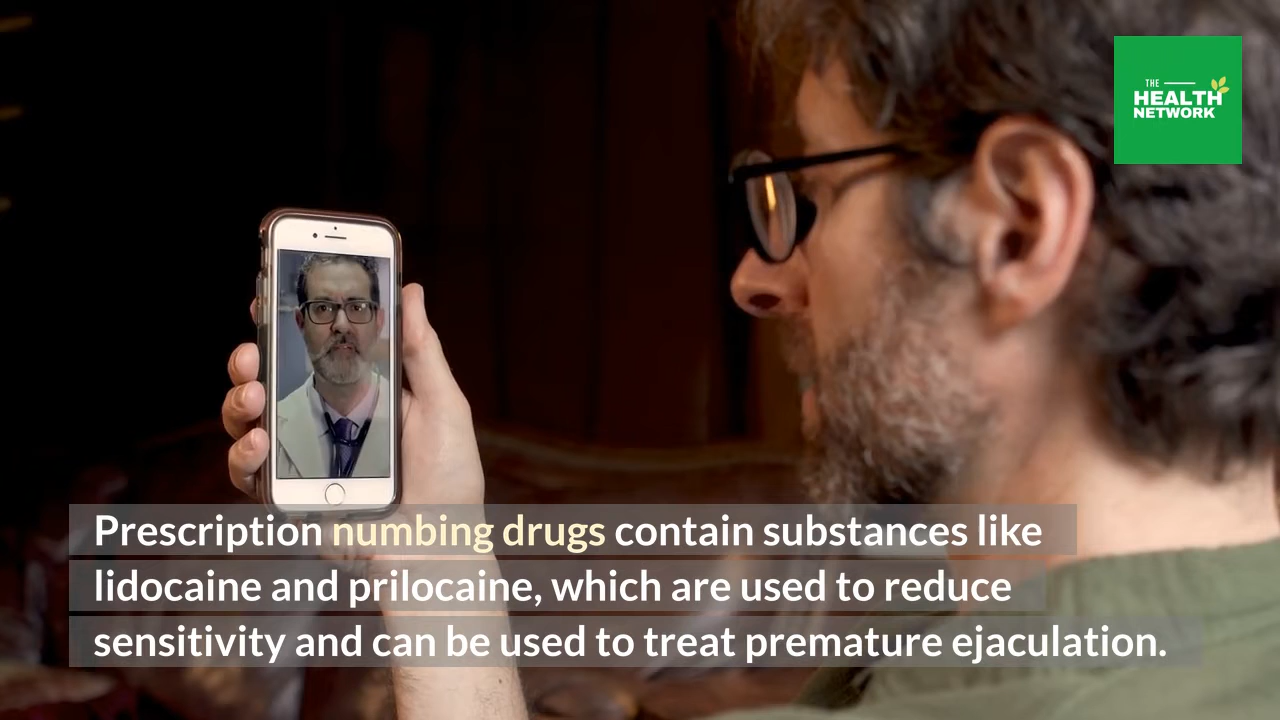 THE
HEALTH
NETWORK
Prescription numbing drugs contain substances like
lidocaine and prilocaine, which are used to reduce
sensitivity and can be used to treat premature ejaculation.